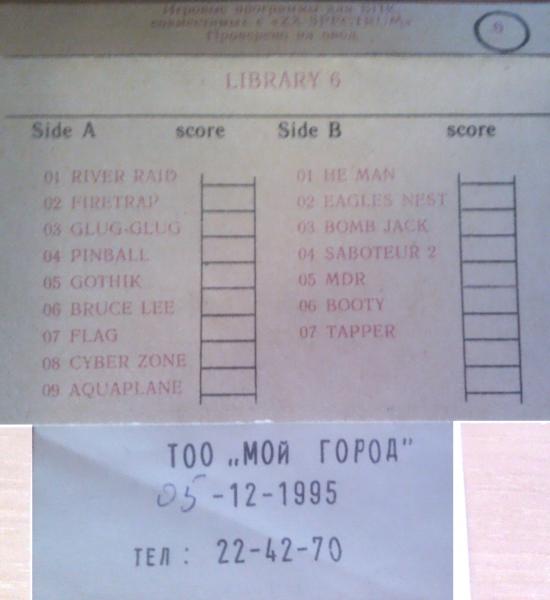 Игровые программы для БПК,
совместимых с «ZX SPECTRUM»
Проверено на ввод
6
LIBRARY 6
Side A score Side B score
01 RIVER RAID
02 FIRETRAP
03 GLUG-GLUG
04 PINBALL
05 GOTHIK
06 BRUCE LEE
07 FLAG
08 CYBER ZONE
09 AQUAPLANE
01 HE MAN
02 EAGLES NEST
03 BOMB JACK
04 SABOTEUR 2
05 MDR
06 BOOTY
07 TAPPER
ТОО „МОЙ ГОРОД"
05-12-1995
ТЕЛ : 22-42-70